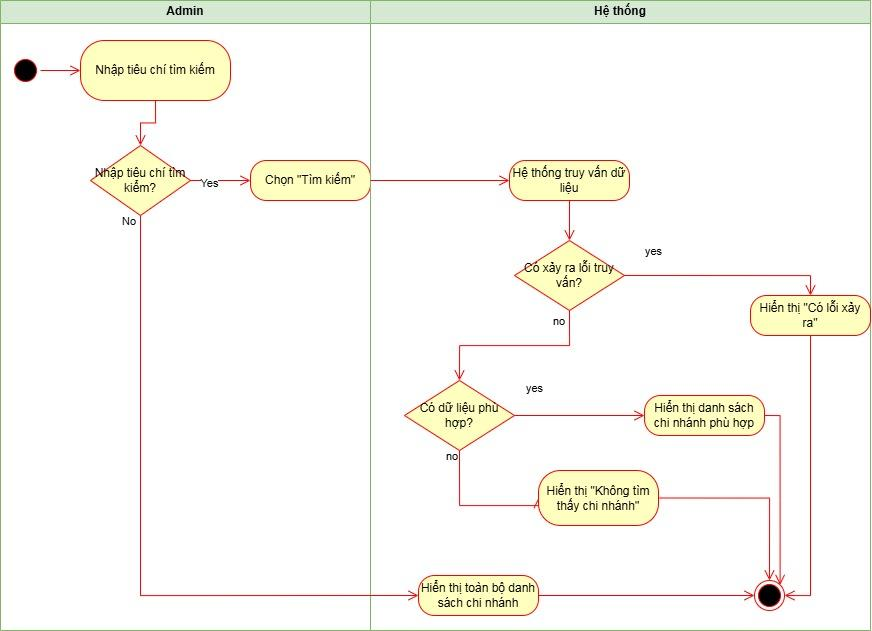 Admin
Hệ thống
Nhập tiêu chí tìm kiếm
Nhập tiêu chí tìm
kiếm?
Yes
Chọn "Tìm kiếm"
Hệ thống truy vấn dữ
liệu
No
Có xảy ra lỗi truy
vấn?
yes
Hiển thị "Có lỗi xảy
ra"
no
Có dữ liệu phù
hợp?
yes
Hiển thị danh sách
chi nhánh phù hợp
no
Hiển thị "Không tìm
thấy chi nhánh"
Hiển thị toàn bộ danh
sách chi nhánh